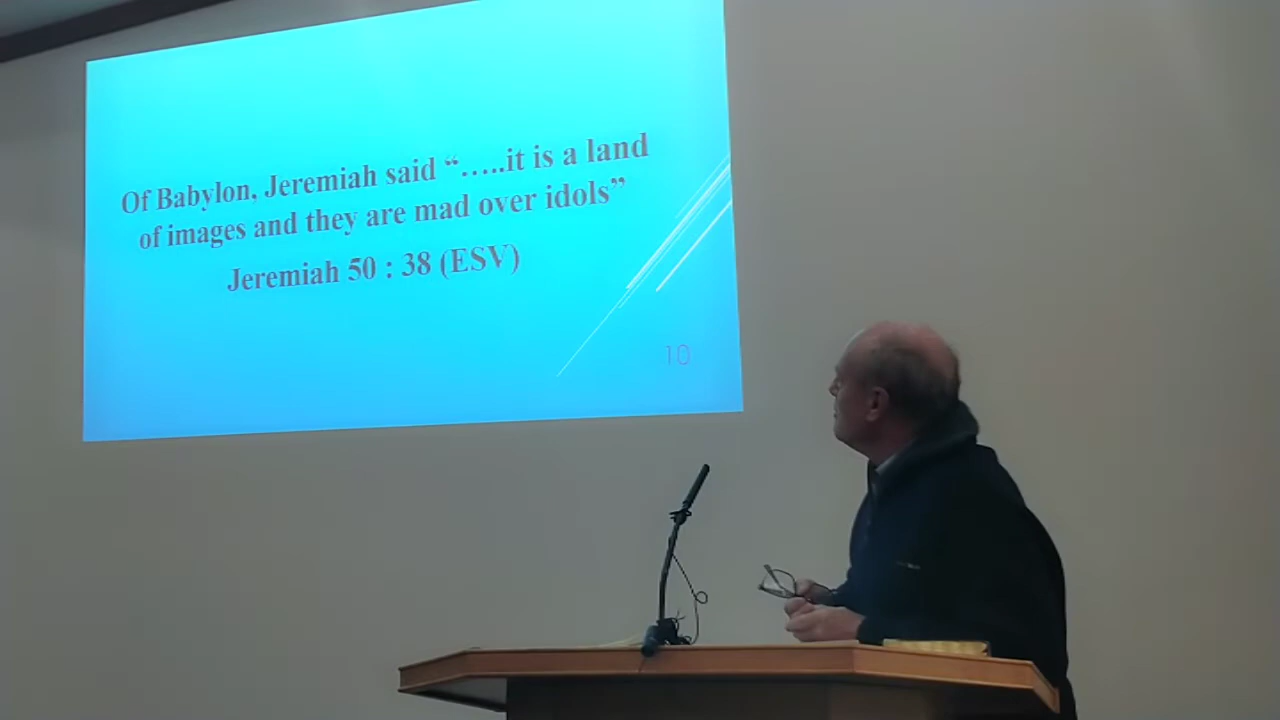 Of Babylon, Jeremiah said “.....it is a land
of images and they are mad over idols”
Jeremiah 50 : 38 (ESV)
10